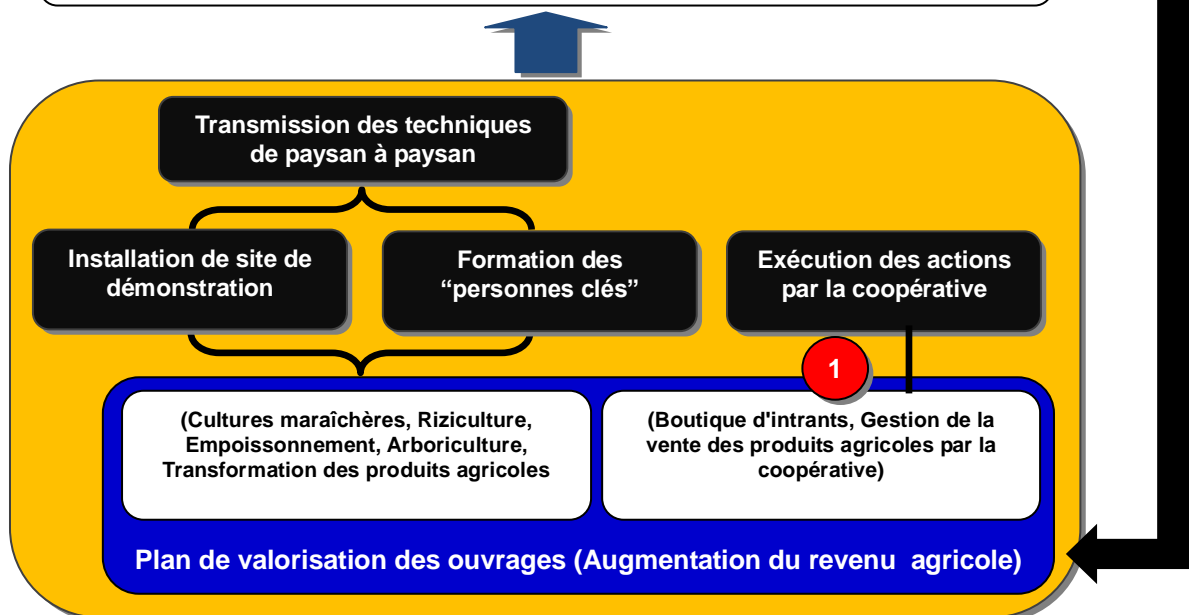 Transmission des techniques
de paysan à paysan
Installation de site de
démonstration
Formation des
“personnes clés”
Exécution des actions
par la coopérative
1
(Cultures maraîchères, Riziculture,
Empoissonnement, Arboriculture,
Transformation des produits agricoles
(Boutique d'intrants, Gestion de la
vente des produits agricoles par la
coopérative)
Plan de valorisation des ouvrages (Augmentation du revenu  agricole)